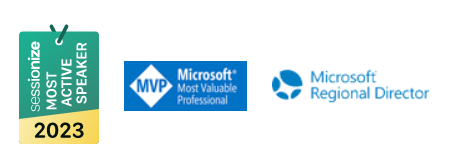 sessionize
MOST
ACTIVE
SPEAKER
2023
MVP
Microsoft®
Most Valuable
Professional
Microsoft
Regional Director